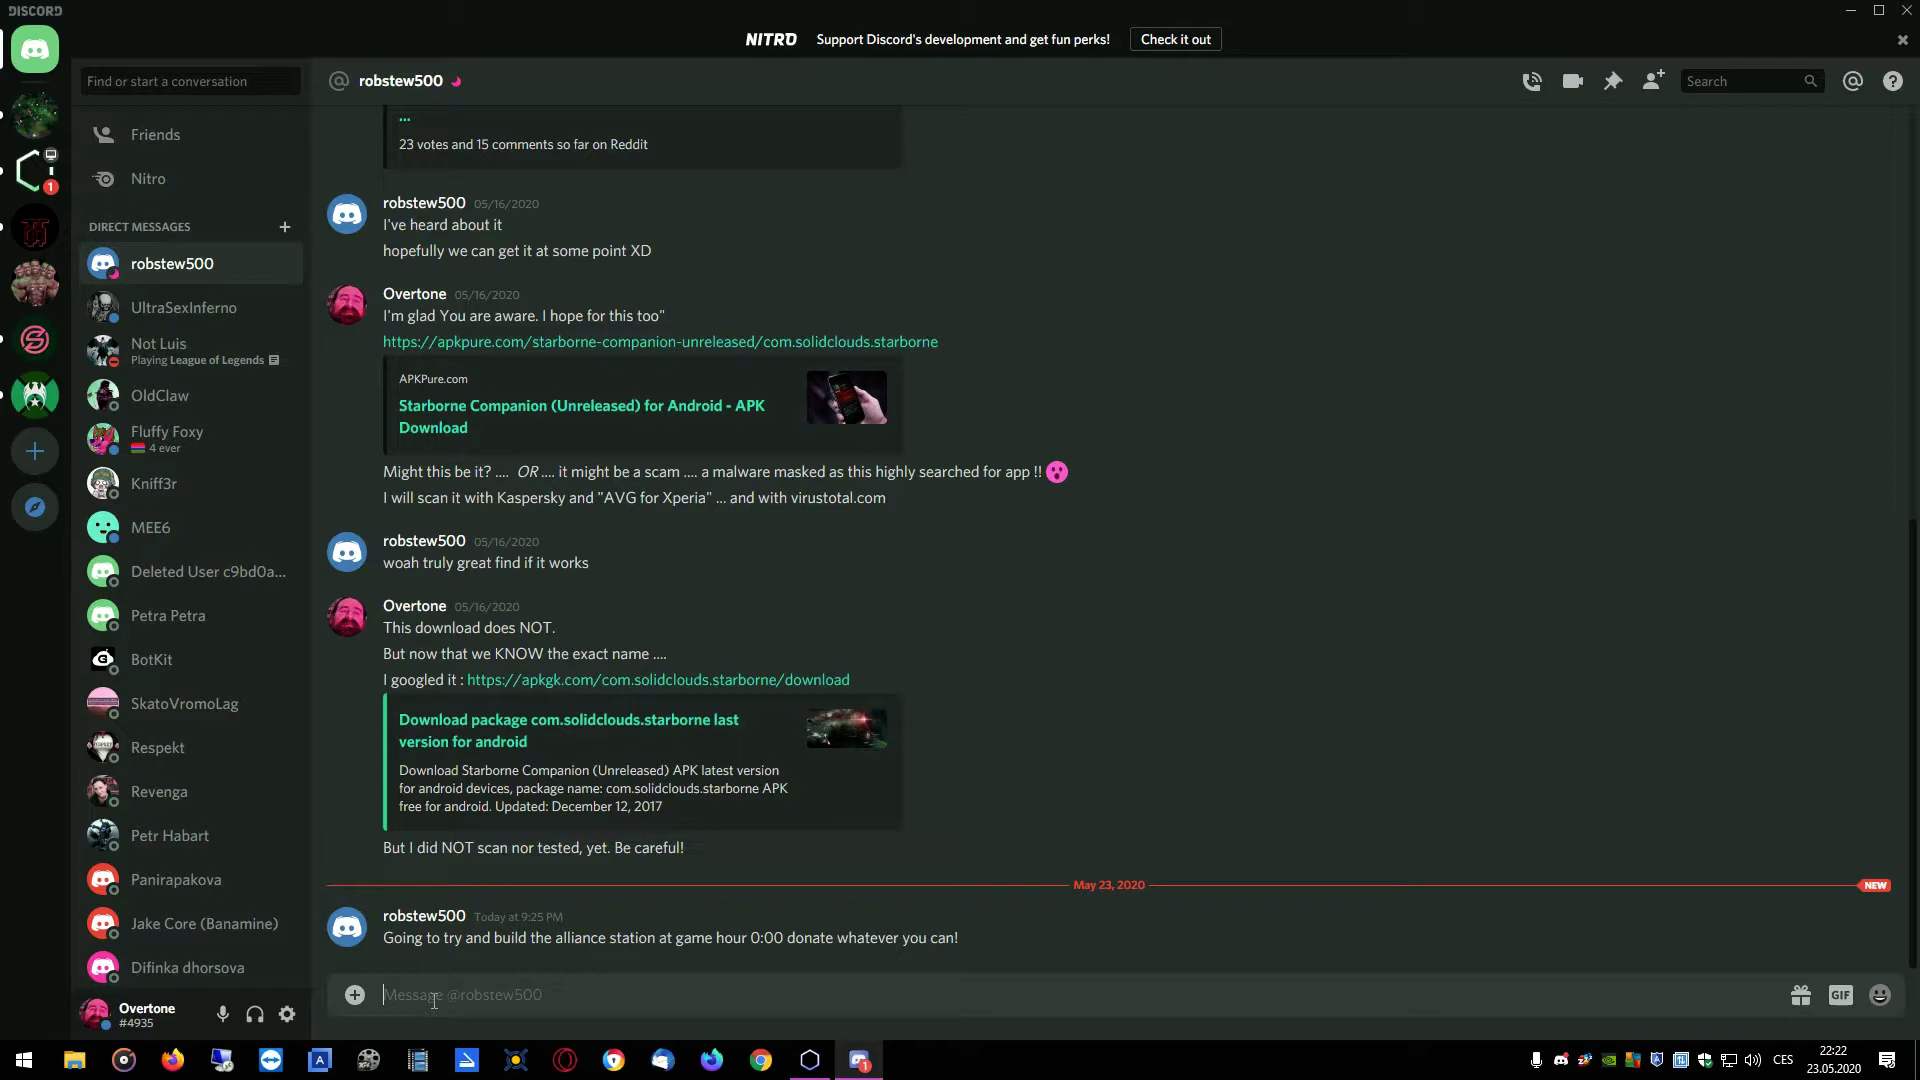 DISCORD
NITRO Support Discord's development and get fun perks! Check it out
Find or start a conversation
Friends
Nitro
DIRECT MESSAGES
robstew500
UltraSexInferno
Not Luis
Playing League of Legends
OldClaw
Fluffy Foxy
4 ever
Kniff3r
MEE6
Deleted User c9bd0a...
Petra Petra
BotKit
SkatoVromoLag
Respekt
Revenga
Petr Habart
Panirapakova
Jake Core (Banamine)
Difinka dhorsova
Overtone
#4935
1
robstew500
Search
...
23 votes and 15 comments so far on Reddit
robstew500 05/16/2020
I've heard about it
hopefully we can get it at some point XD
Overtone 05/16/2020
I'm glad You are aware. I hope for this too"
https://apkpure.com/starborne-companion-unreleased/com.solidclouds.starborne
APKPure.com
Starborne Companion (Unreleased) for Android - APK
Download
Might this be it? .... OR .... it might be a scam .... a malware masked as this highly searched for app !!
I will scan it with Kaspersky and "AVG for Xperia" ... and with virustotal.com
robstew500 05/16/2020
woah truly great find if it works
Overtone 05/16/2020
This download does NOT.
But now that we KNOW the exact name ....
I googled it : https://apkgk.com/com.solidclouds.starborne/download
Download package com.solidclouds.starborne last
version for android
Download Starborne Companion (Unreleased) APK latest version
for android devices, package name: com.solidclouds.starborne APK
free for android. Updated: December 12, 2017
But I did NOT scan nor tested, yet. Be careful!
May 23, 2020 NEW
robstew500 Today at 9:25 PM
Going to try and build the alliance station at game hour 0:00 donate whatever you can!
Message @robstew500
GIF
1
CES
22:22
23.05.2020